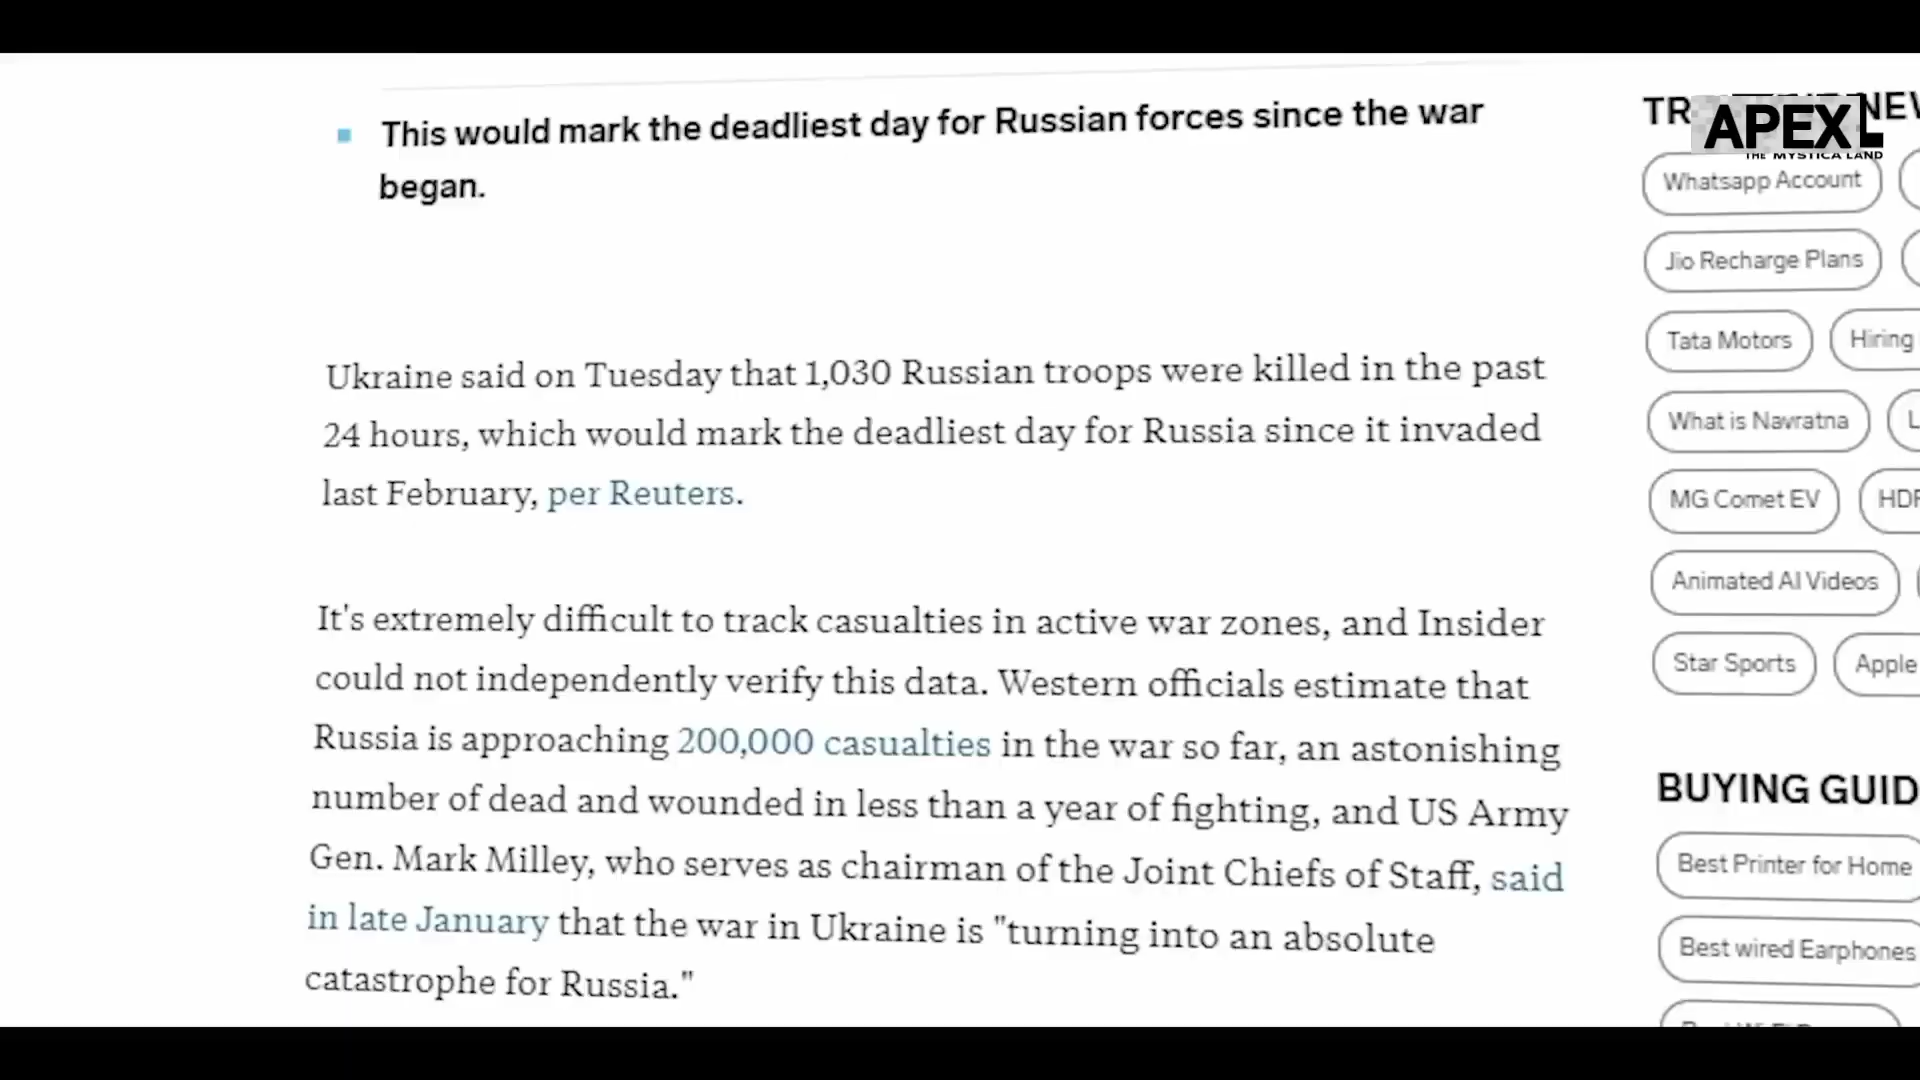 This would mark the deadliest day for Russian forces since the war
began.
Ukraine said on Tuesday that 1,030 Russian troops were killed in the past
24 hours, which would mark the deadliest day for Russia since it invaded
last February, per Reuters.
It's extremely difficult to track casualties in active war zones, and Insider
could not independently verify this data. Western officials estimate that
Russia is approaching 200,000 casualties in the war so far, an astonishing
number of dead and wounded in less than a year of fighting, and US Army
Gen. Mark Milley, who serves as chairman of the Joint Chiefs of Staff, said
in late January that the war in Ukraine is "turning into an absolute
catastrophe for Russia."
APEX
THE MYSTICA LAND
Whatsapp Account
Jio Recharge Plans
Tata Motors
Hiring
What is Navratna
MG Comet EV
Animated AI Videos
Star Sports
Apple
BUYING GUID
Best Printer for Home
Best wired Earphones